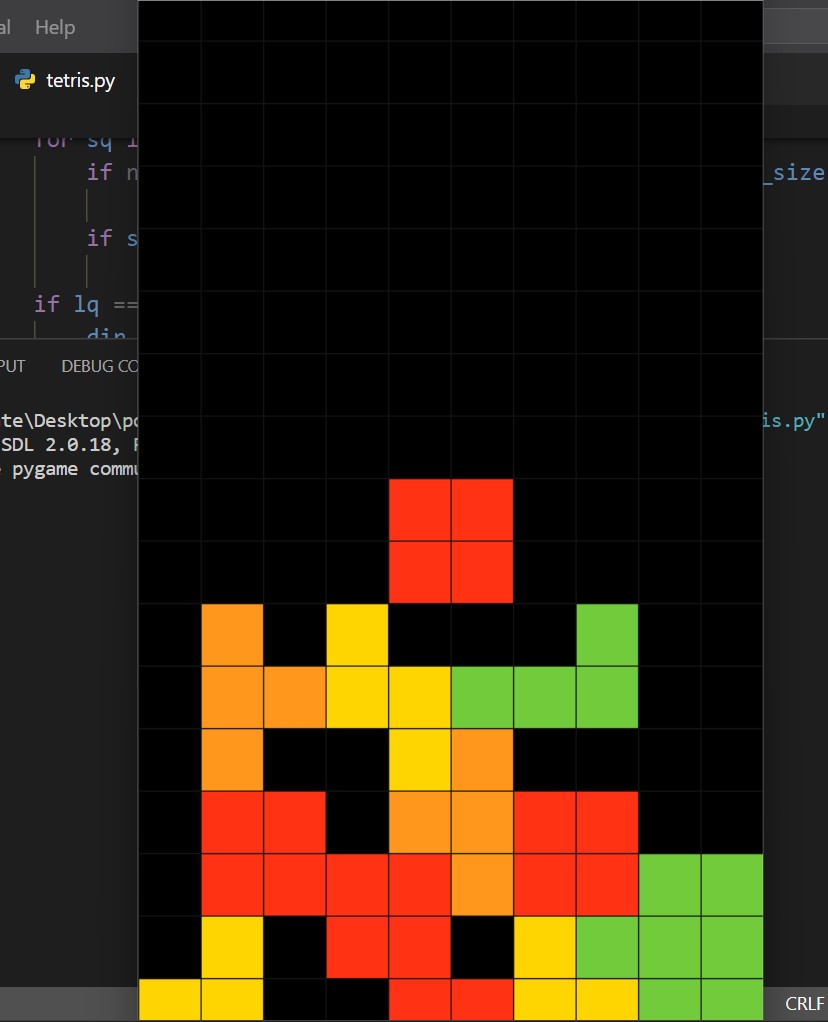 al Help
tetris.py
for sq i
if n _size
if s
if lq ==
din
PUT DEBUG CO
te\Desktop\po is.py"
SDL 2.0.18,
pygame commu
CRLF